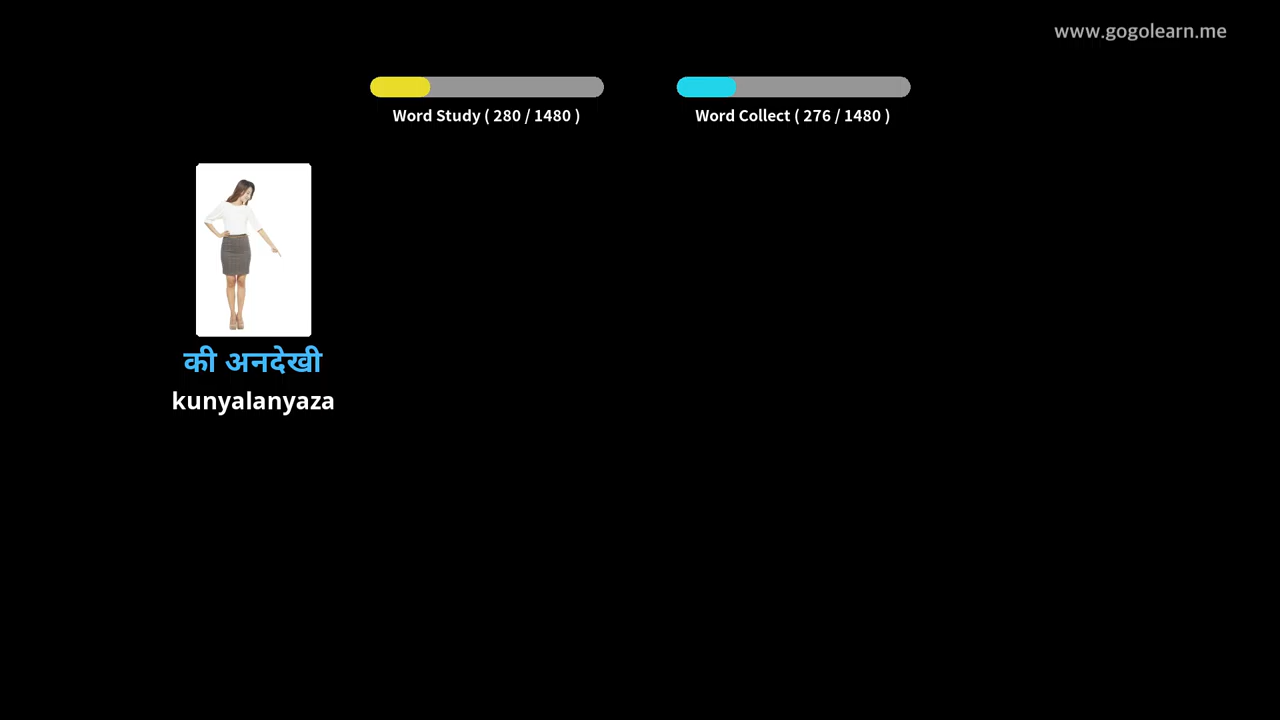 www.gogolearn.me
Word Study ( 280 / 1480 )
Word Collect ( 276 / 1480 )
की अनदेखी
kunyalanyaza